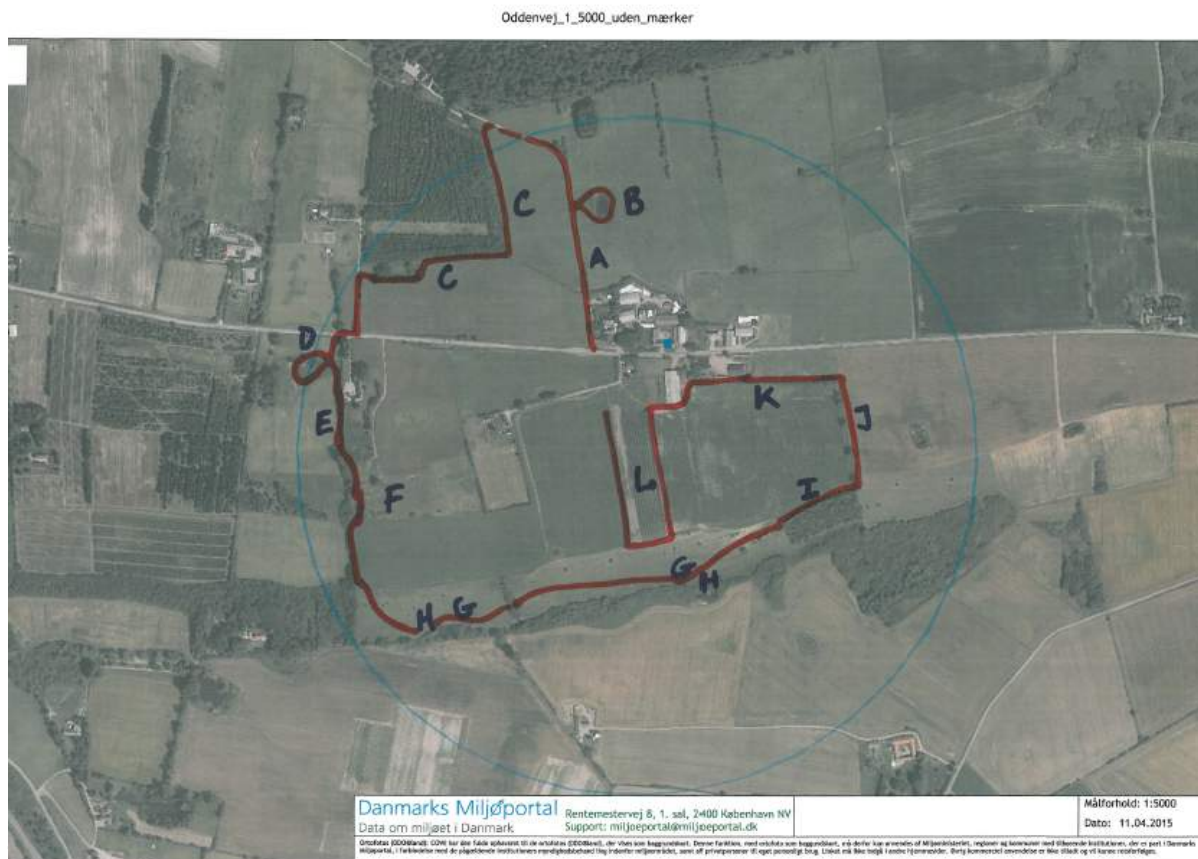 Oddenvej_1_5000_uden_mærker
C
B
A
C
D
K
J
E
L
I
F
G
H
H G
Danmarks Miljøportal
Data om miljøet i Danmark
Rentemestervej 8, 1. sal, 2400 København NV
Support: miljoeportal@miljoeportal.dk
Målforhold: 1:5000
Dato: 11.04.2015